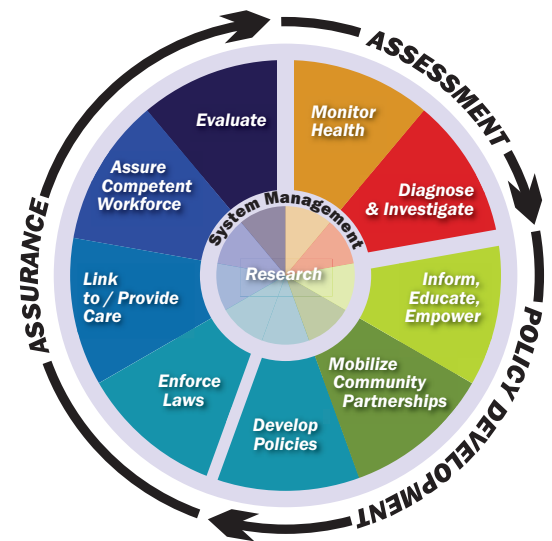 ASSESSMENT
Monitor
Health
Diagnose
& Investigate
POLICY DEVELOPMENT
Inform,
Educate,
Empower
Mobilize
Community
Partnerships
Develop
Policies
ASSURANCE
Enforce
Laws
Link
to / Provide
Care
Assure
Competent
Workforce
Evaluate
System Management
Research